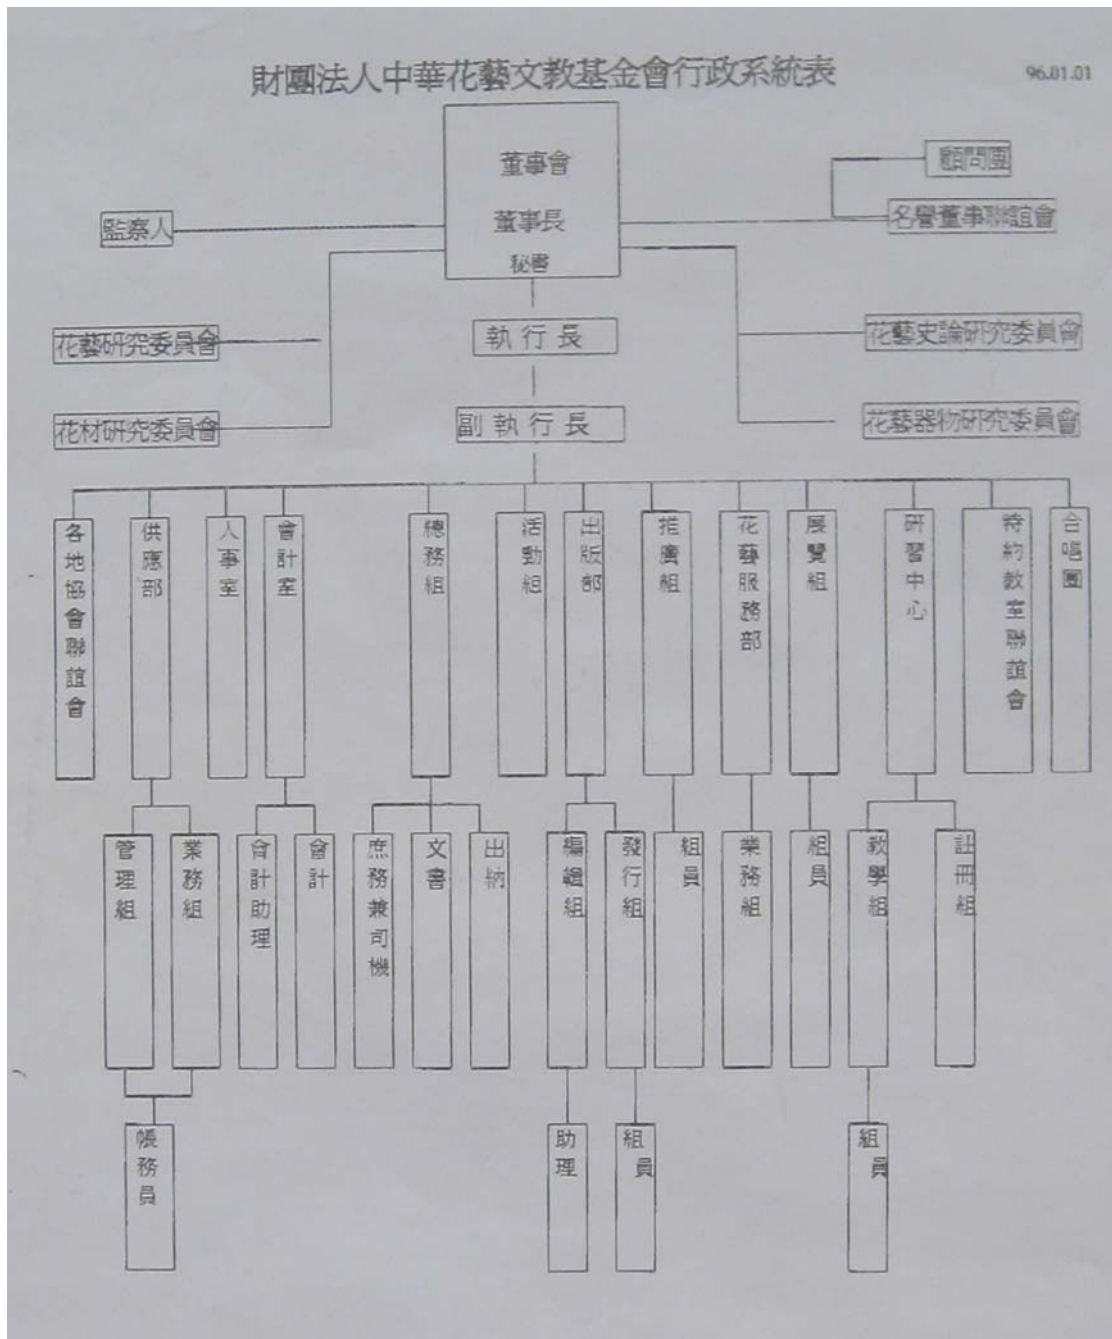 財團法人中華花藝文教基金會行政系統表
96.01.01
董事會
董事長
秘書
顧問團
名譽董事聯誼會
監察人
花藝研究委員會
執行長
花藝史論研究委員會
花材研究委員會
副執行長
花藝器物研究委員會
各地協會聯誼會
供應部
人事室
會計室
總務組
活動組
出版部
推廣組
花藝服務部
展覽組
研習中心
特約教室聯誼會
合唱團
管理組
業務組
會計助理
會計
庶務兼司機
文書
出納
編輯組
發行組
組員
業務組
組員
教學組
註冊組
帳務員
助理
組員
組員